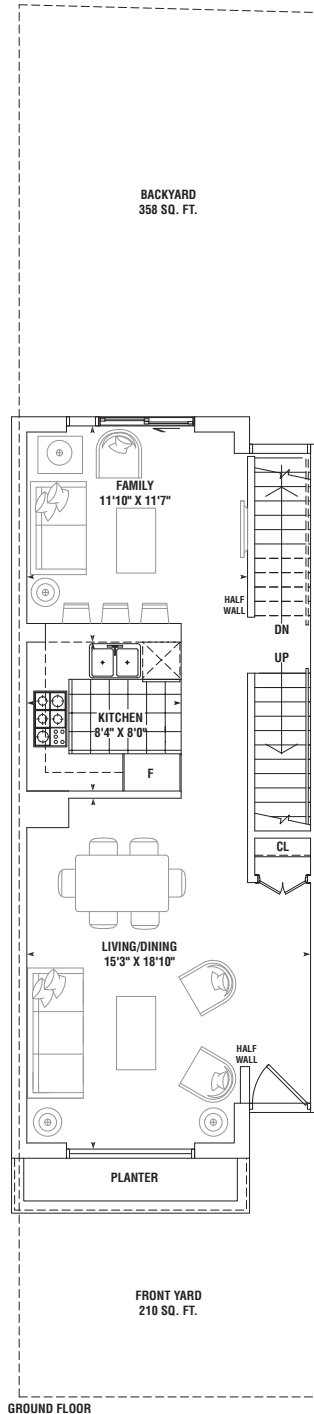 BACKYARD
358 SQ. FT.
FAMILY
11'10" X 11'7"
HALF
WALL
DN
UP
KITCHEN
8'4" X 8'0"
F
CL
LIVING/DINING
15'3" X 18'10"
HALF
WALL
PLANTER
FRONT YARD
210 SQ. FT.
GROUND FLOOR